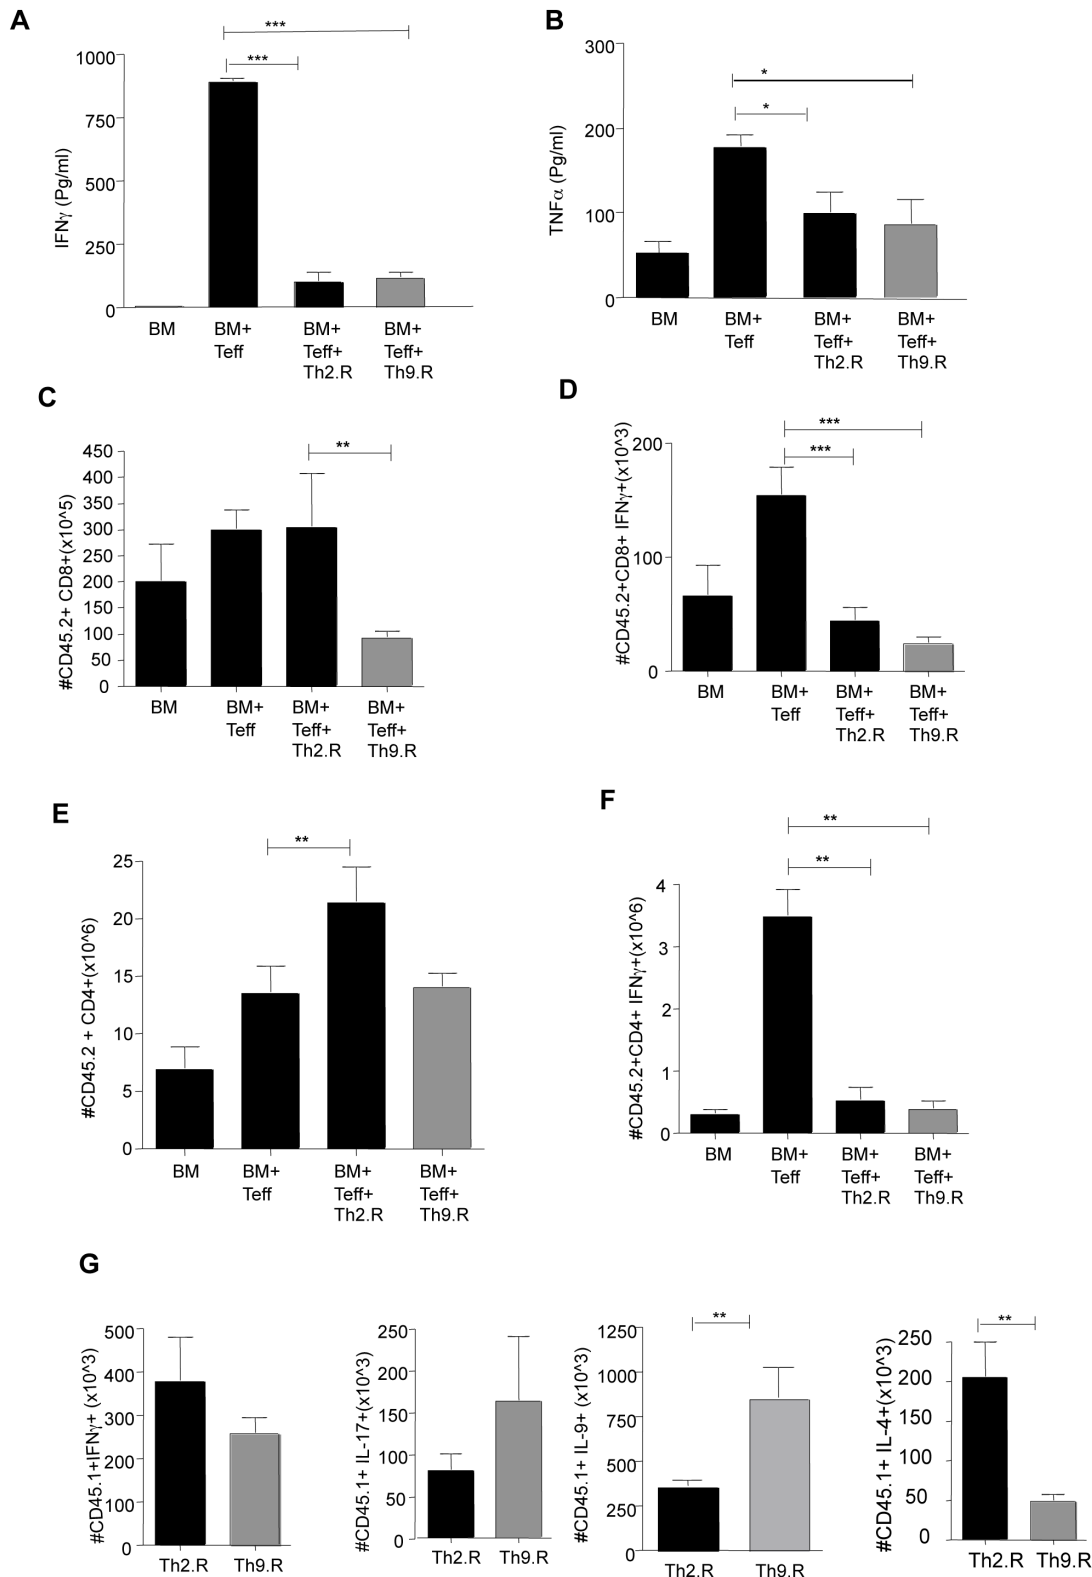 A
***
***
1000
750
500
250
0
IFNγ (Pg/ml)
BM
BM+
Teff
BM+
Teff+
Th2.R
BM+
Teff+
Th9.R
B
*
*
300
200
100
0
TNFα (Pg/ml)
BM
BM+
Teff
BM+
Teff+
Th2.R
BM+
Teff+
Th9.R
C
**
450
400
350
300
250
200
150
100
50
0
#CD45.2+ CD8+(x10^5)
BM
BM+
Teff
BM+
Teff+
Th2.R
BM+
Teff+
Th9.R
D
***
***
200
100
0
#CD45.2+CD8+ IFNγ+(x10^3)
BM
BM+
Teff
BM+
Teff+
Th2.R
BM+
Teff+
Th9.R
E
**
25
20
15
10
5
0
#CD45.2 + CD4+(x10^6)
BM
BM+
Teff
BM+
Teff+
Th2.R
BM+
Teff+
Th9.R
F
**
**
4
3
2
1
0
#CD45.2+CD4+ IFNγ+(x10^6)
BM
BM+
Teff
BM+
Teff+
Th2.R
BM+
Teff+
Th9.R
G
500
400
300
200
100
0
#CD45.1+IFNγ+ (x10^3)
Th2.R
Th9.R
250
200
150
100
50
0
#CD45.1+ IL-17+(x10^3)
Th2.R
Th9.R
**
1250
1000
750
500
250
0
#CD45.1+ IL-9+ (x10^3)
Th2.R
Th9.R
**
250
200
150
100
50
0
#CD45.1+ IL-4+(x10^3)
Th2.R
Th9.R